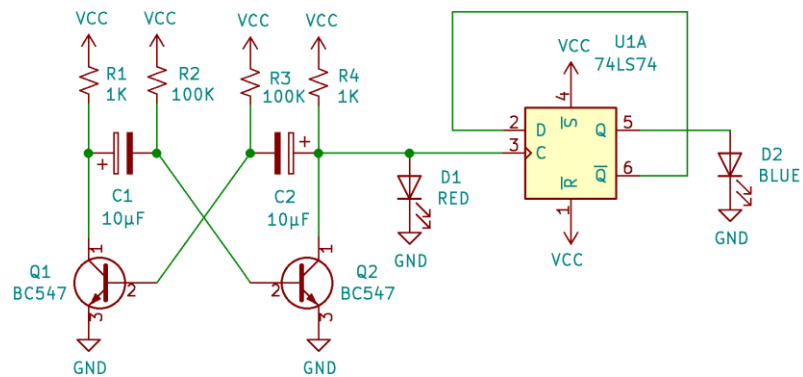 VCC
VCC
VCC
VCC
R1
1K
R2
100K
R3
100K
R4
1K
+
C1
10µF
+
C2
10µF
Q1
BC547
1
2
3
GND
Q2
BC547
1
2
3
GND
D1
RED
GND
U1A
74LS74
VCC
4
S
2
D
3
C
Q
5
Q
6
R
1
VCC
D2
BLUE
GND